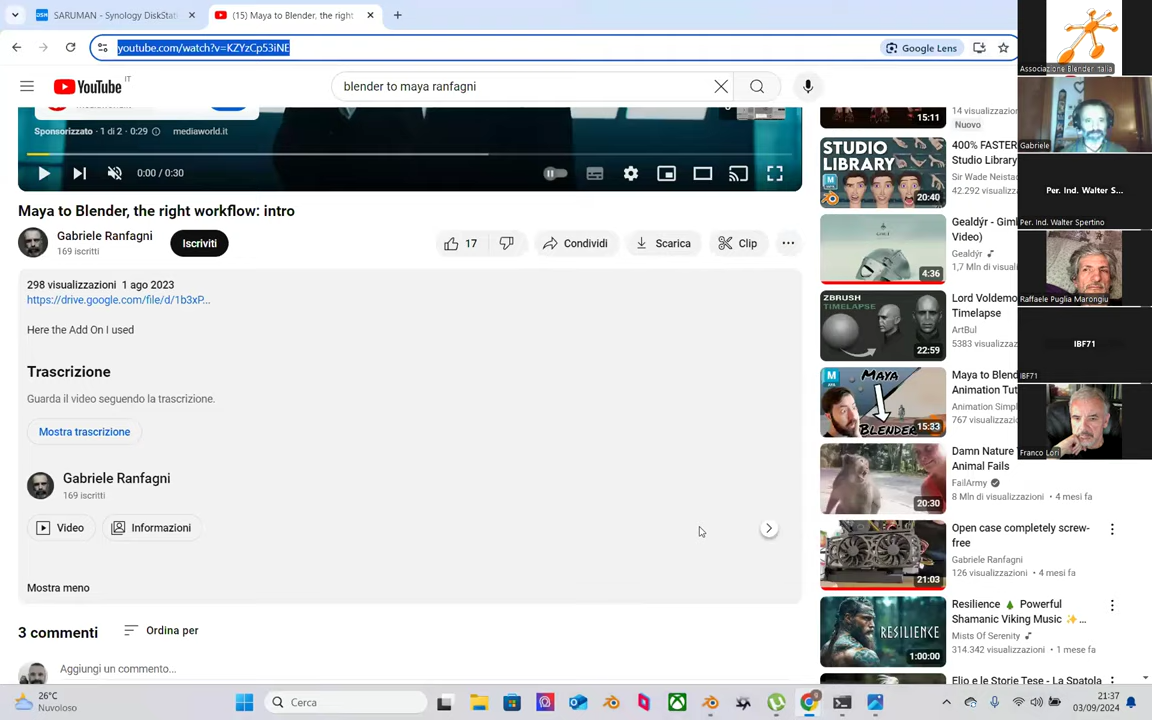 SARUMAN - Synology DiskStati
(15) Maya to Blender, the right
youtube.com/watch?v=KZYzCp53iNE
Google Lens
YouTube IT
blender to maya ranfagni
Sponsorizzato · 1 di 2 · 0:29 mediaworld.it
0:00 / 0:30
Maya to Blender, the right workflow: intro
Gabriele Ranfagni
169 iscritti
Iscriviti
17
Condividi
Scarica
Clip
298 visualizzazioni 1 ago 2023
https://drive.google.com/file/d/1b3xP...
Here the Add On I used
Trascrizione
Guarda il video seguendo la trascrizione.
Mostra trascrizione
Gabriele Ranfagni
169 iscritti
Video
Informazioni
Mostra meno
3 commenti
Ordina per
Aggiungi un commento...
15:11
14 visualizzazioni
Nuovo
STUDIO
LIBRARY
20:40
400% FASTER
Studio Library
Sir Wade Neistad
42.292 visualizza
4:36
Gealdýr - Giml
Video)
Gealdýr
1,7 Mln di visuali
ZBRUSH
TIMELAPSE
22:59
Lord Voldemo
Timelapse
ArtBul
5383 visualizzaz
MAYA
BLENDER
15:33
Maya to Blend
Animation Tut
Animation Simpl
767 visualizzazio
20:30
Damn Nature
Animal Fails
FailArmy
8 Mln di visualizzazioni • 4 mesi fa
21:03
Open case completely screw-
free
Gabriele Ranfagni
126 visualizzazioni • 4 mesi fa
RESILIENCE
1:00:00
Resilience 🌲 Powerful
Shamanic Viking Music ✨...
Mists Of Serenity
314.342 visualizzazioni • 1 mese fa
Elio e le Storie Tese - La Spatola
Associazione Blender Italia
Gabriele
Per. Ind. Walter S...
Per. Ind. Walter Spertino
Raffaele Puglia Marongiu
IBF71
IBF71
Franco Lori
26°C
Nuvoloso
Cerca
21:37
03/09/2024